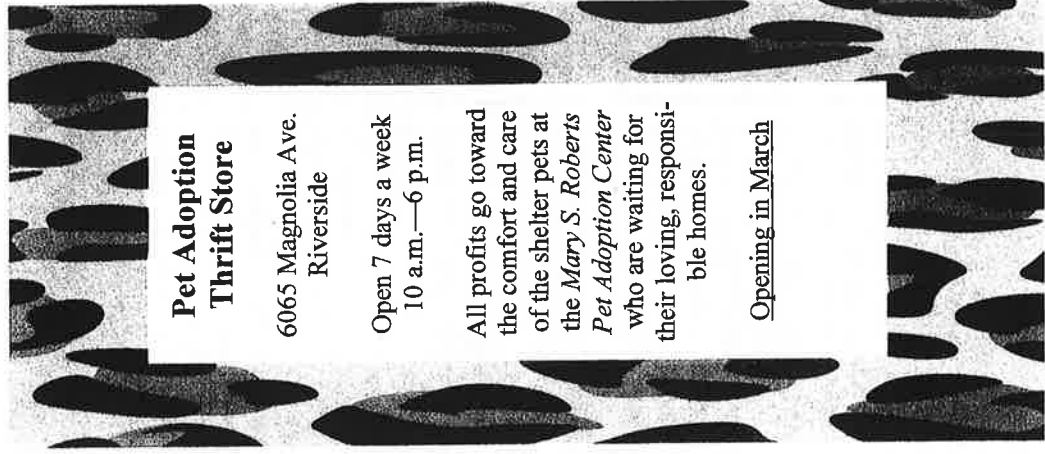 Pet Adoption
Thrift Store
6065 Magnolia Ave.
Riverside
Open 7 days a week
10 a.m.—6 p.m.
All profits go toward
the comfort and care
of the shelter pets at
the Mary S. Roberts
Pet Adoption Center
who are waiting for
their loving, responsi-
ble homes.
Opening in March